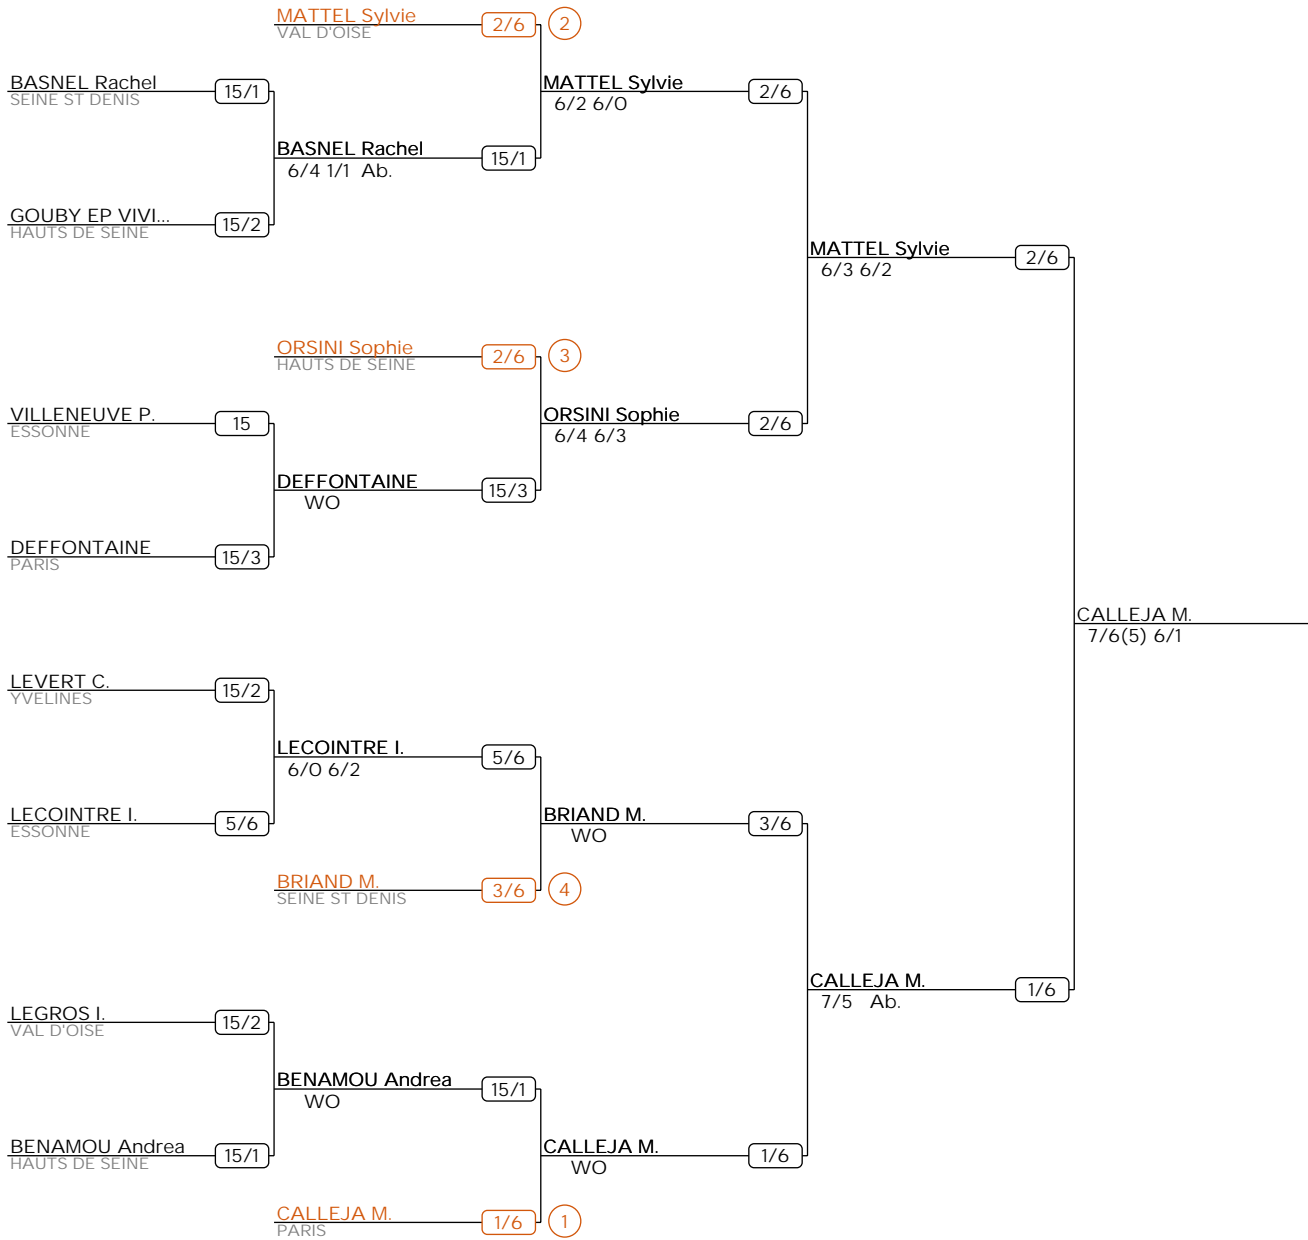 MATTEL Sylvie
VAL D'OISE
2/6
2
BASNEL Rachel
SEINE ST DENIS
15/1
MATTEL Sylvie
6/2 6/0
2/6
BASNEL Rachel
6/4 1/1 Ab.
15/1
GOUBY EP VIVI...
HAUTS DE SEINE
15/2
MATTEL Sylvie
6/3 6/2
2/6
ORSINI Sophie
HAUTS DE SEINE
2/6
3
VILLENEUVE P.
ESSONNE
15
ORSINI Sophie
6/4 6/3
2/6
DEFFONTAINE
WO
15/3
DEFFONTAINE
PARIS
15/3
CALLEJA M.
7/6(5) 6/1
LEVERT C.
YVELINES
15/2
LECOINTRE I.
6/0 6/2
5/6
LECOINTRE I.
ESSONNE
5/6
BRIAND M.
WO
3/6
BRIAND M.
SEINE ST DENIS
3/6
4
CALLEJA M.
7/5 Ab.
1/6
LEGROS I.
VAL D'OISE
15/2
BENAMOU Andrea
WO
15/1
BENAMOU Andrea
HAUTS DE SEINE
15/1
CALLEJA M.
WO
1/6
CALLEJA M.
PARIS
1/6
1